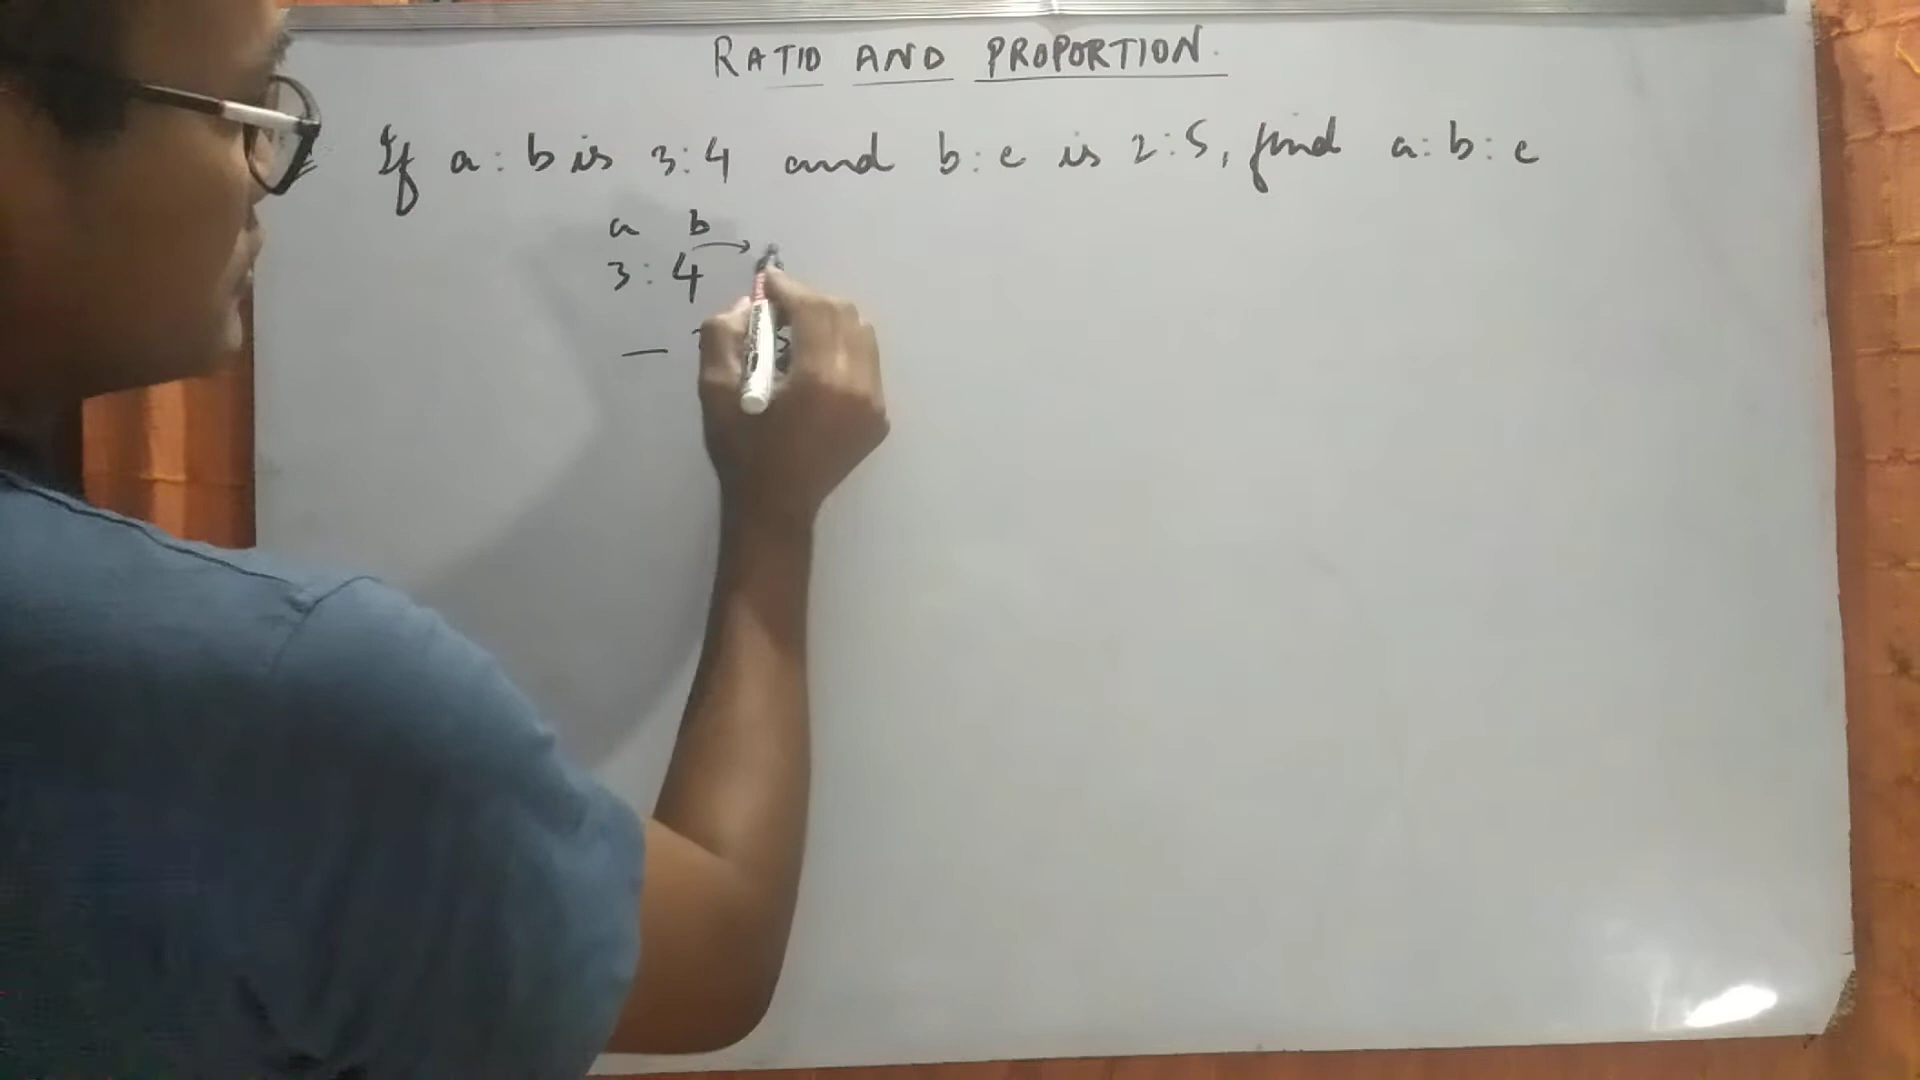 RATIO AND PROPORTION.
If a : b is 3 : 4 and b : c is 2 : 5, find a : b : c
a b
3 : 4